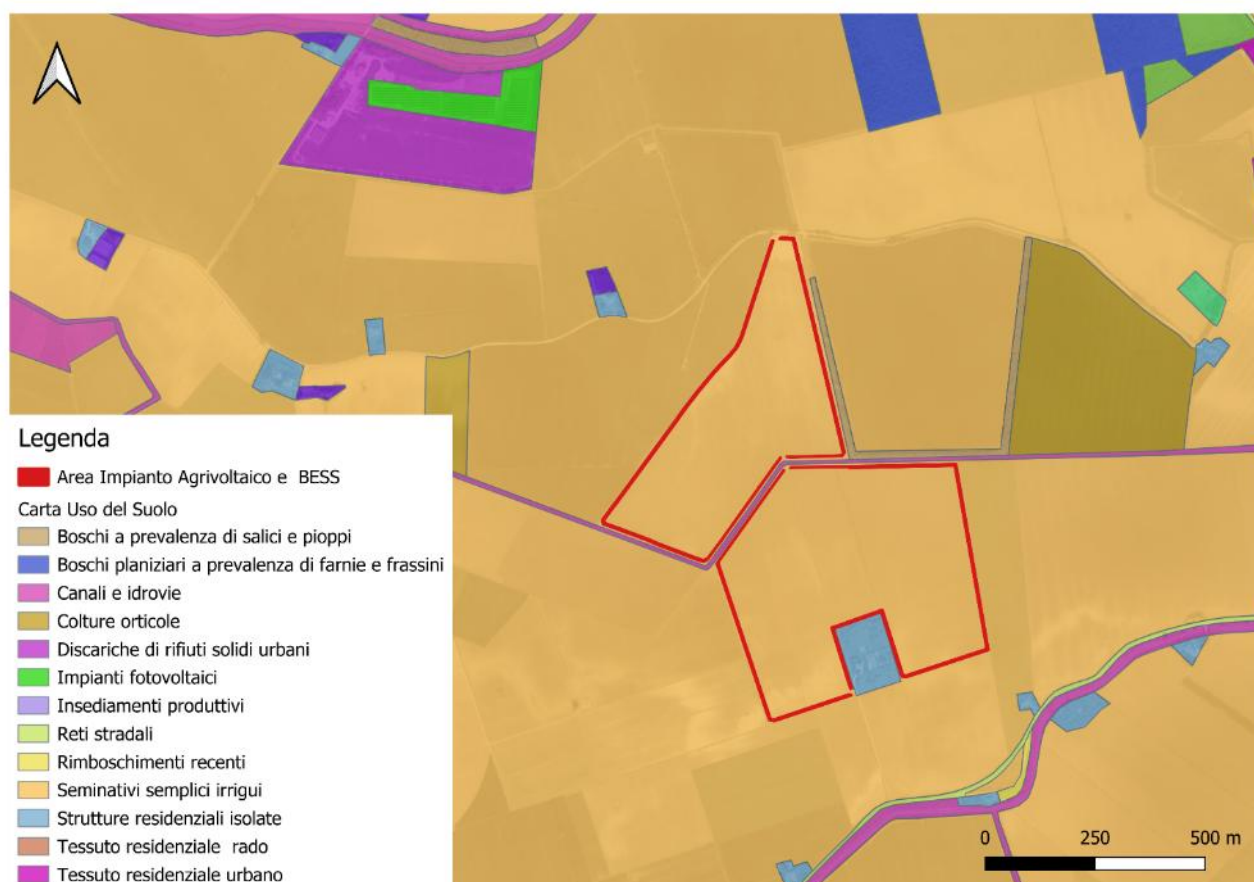 Legenda
Area Impianto Agrivoltaico e BESS
Carta Uso del Suolo
Boschi a prevalenza di salici e pioppi
Boschi planiziari a prevalenza di farnie e frassini
Canali e idrovie
Colture orticole
Discariche di rifiuti solidi urbani
Impianti fotovoltaici
Insediamenti produttivi
Reti stradali
Rimboschimenti recenti
Seminativi semplici irrigui
Strutture residenziali isolate
Tessuto residenziale rado
Tessuto residenziale urbano
0 250 500 m